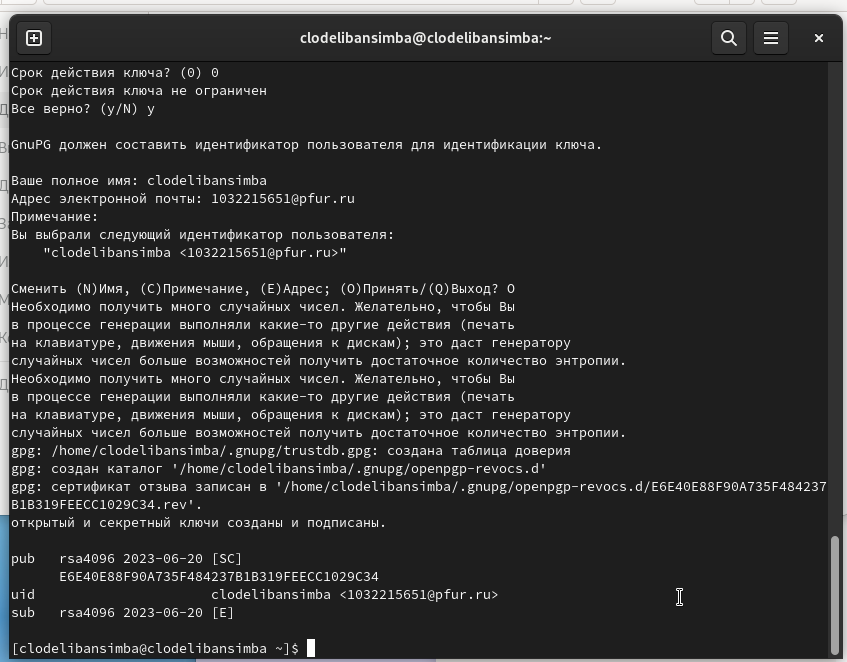 clodelibansimba@clodelibansimba:~
Срок действия ключа? (0) 0
Срок действия ключа не ограничен
Все верно? (y/N) y
GnuPG должен составить идентификатор пользователя для идентификации ключа.
Ваше полное имя: clodelibansimba
Адрес электронной почты: 1032215651@pfur.ru
Примечание:
Вы выбрали следующий идентификатор пользователя:
"clodelibansimba <1032215651@pfur.ru>"
Сменить (N)Имя, (C)Примечание, (E)Адрес; (O)Принять/(Q)Выход? O
Необходимо получить много случайных чисел. Желательно, чтобы Вы
в процессе генерации выполняли какие-то другие действия (печать
на клавиатуре, движения мыши, обращения к дискам); это даст генератору
случайных чисел больше возможностей получить достаточное количество энтропии.
Необходимо получить много случайных чисел. Желательно, чтобы Вы
в процессе генерации выполняли какие-то другие действия (печать
на клавиатуре, движения мыши, обращения к дискам); это даст генератору
случайных чисел больше возможностей получить достаточное количество энтропии.
gpg: /home/clodelibansimba/.gnupg/trustdb.gpg: создана таблица доверия
gpg: создан каталог '/home/clodelibansimba/.gnupg/openpgp-revocs.d'
gpg: сертификат отзыва записан в '/home/clodelibansimba/.gnupg/openpgp-revocs.d/E6E40E88F90A735F484237
B1B319FEECC1029C34.rev'.
открытый и секретный ключи созданы и подписаны.
pub   rsa4096 2023-06-20 [SC]
E6E40E88F90A735F484237B1B319FEECC1029C34
uid                      clodelibansimba <1032215651@pfur.ru>
sub   rsa4096 2023-06-20 [E]
[clodelibansimba@clodelibansimba ~]$